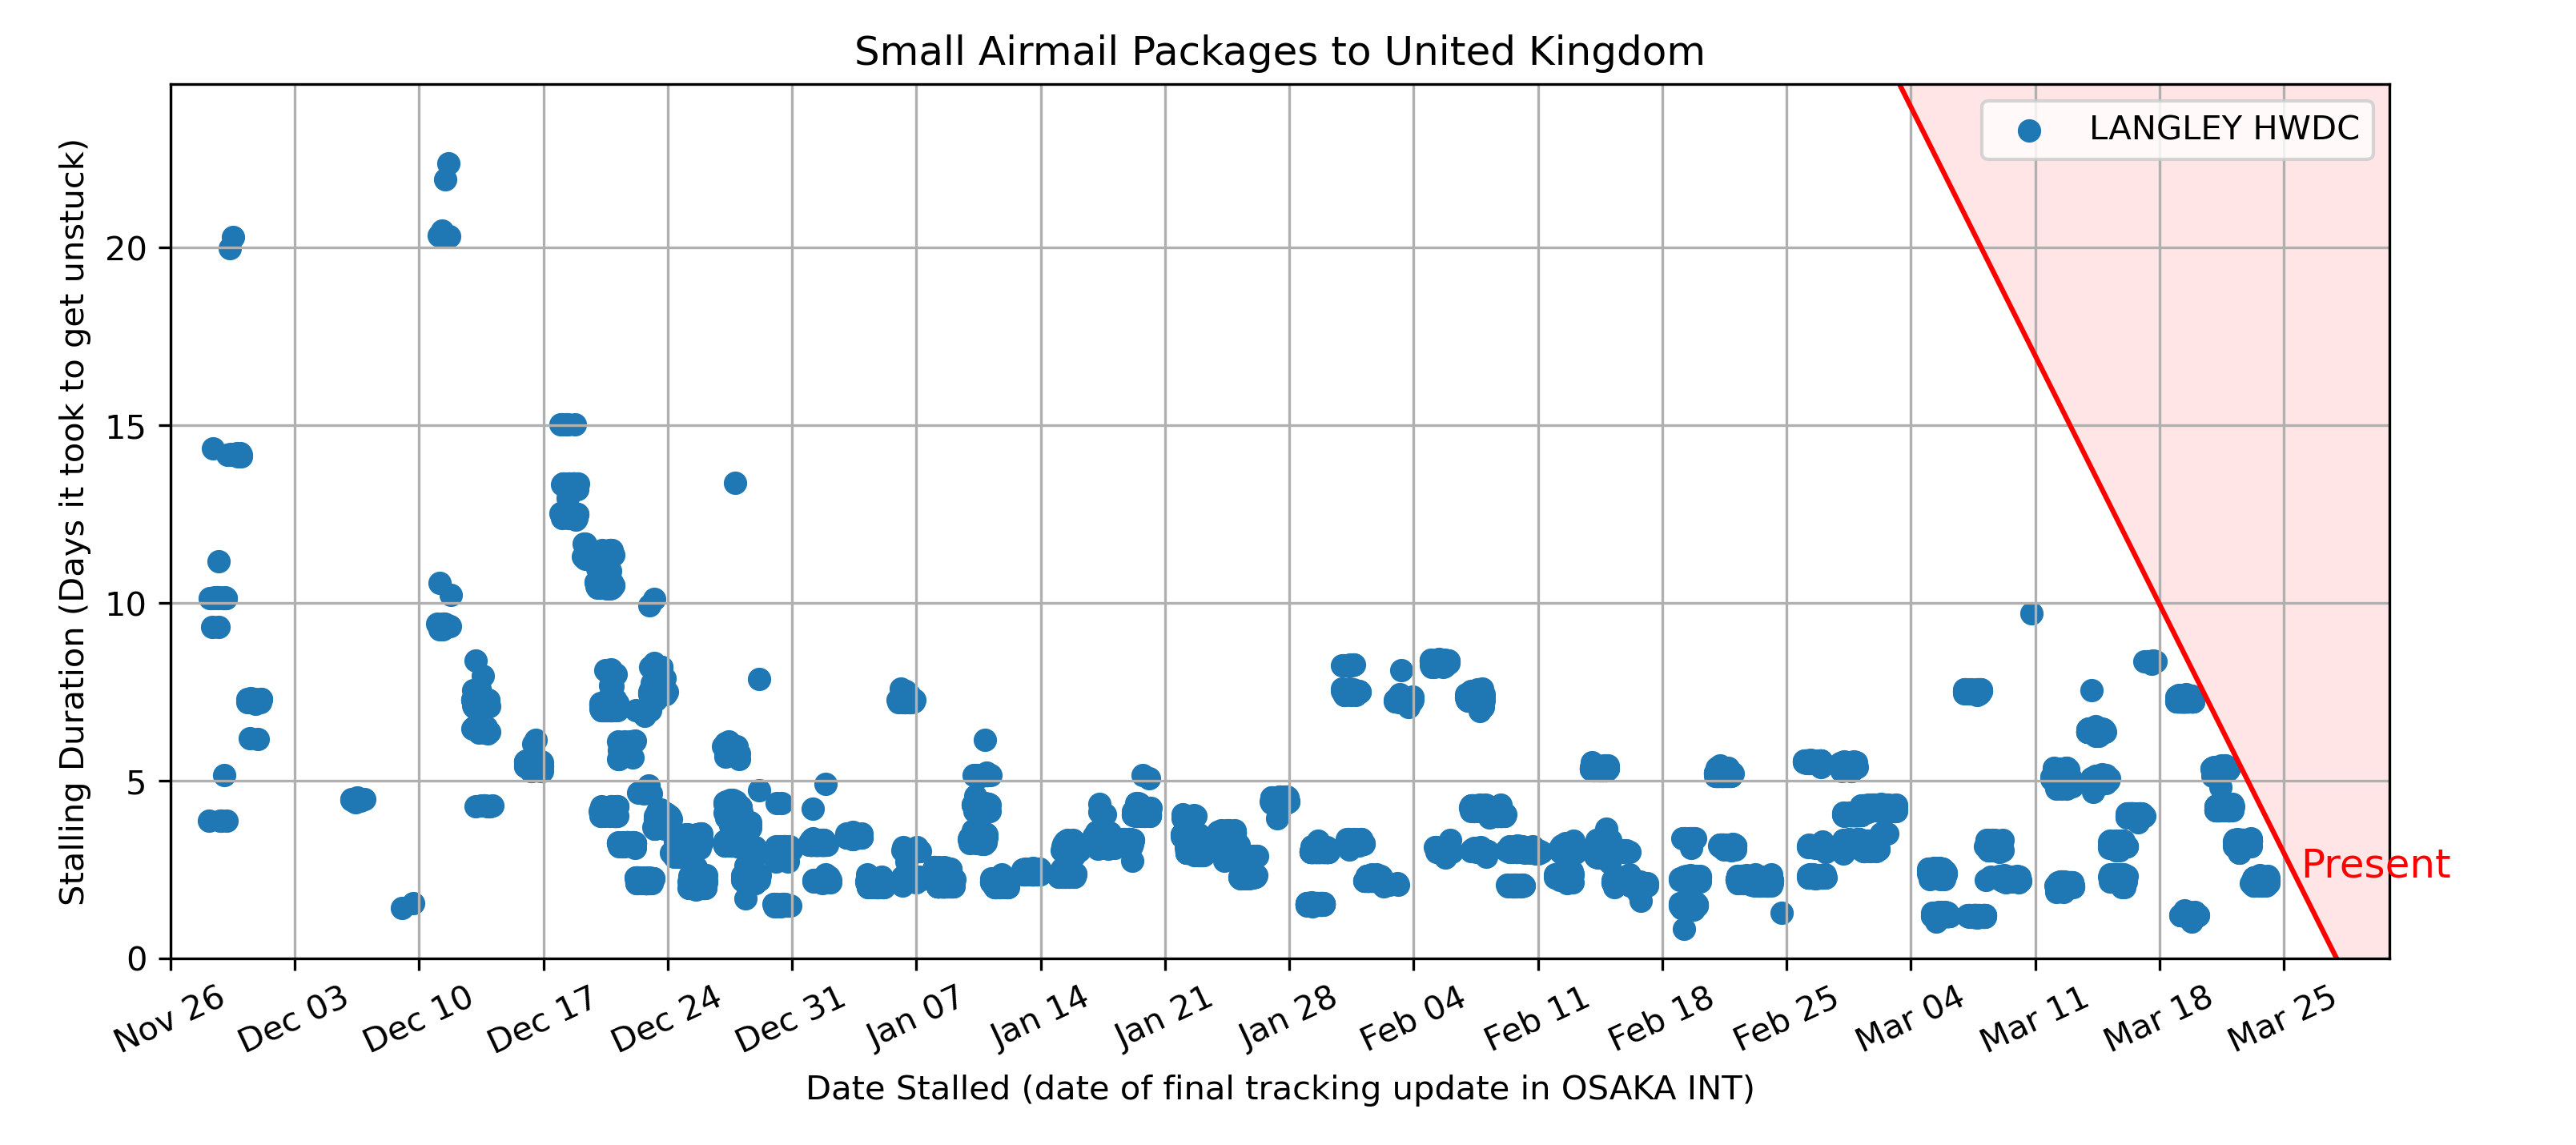 Small Airmail Packages to United Kingdom
LANGLEY HWDC
Stalling Duration (Days it took to get unstuck)
20
15
10
5
0
Present
Nov 26
Dec 03
Dec 10
Dec 17
Dec 24
Dec 31
Jan 07
Jan 14
Jan 21
Jan 28
Feb 04
Feb 11
Feb 18
Feb 25
Mar 04
Mar 11
Mar 18
Mar 25
Date Stalled (date of final tracking update in OSAKA INT)